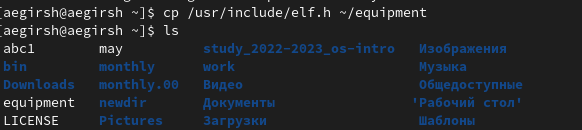 [aegirsh@aegirsh ~]$ cp /usr/include/elf.h ~/equipment
[aegirsh@aegirsh ~]$ ls
abc1 may study_2022-2023_os-intro Изображения
bin monthly work Музыка
Downloads monthly.00 Видео Общедоступные
equipment newdir Документы 'Рабочий стол'
LICENSE Pictures Загрузки Шаблоны